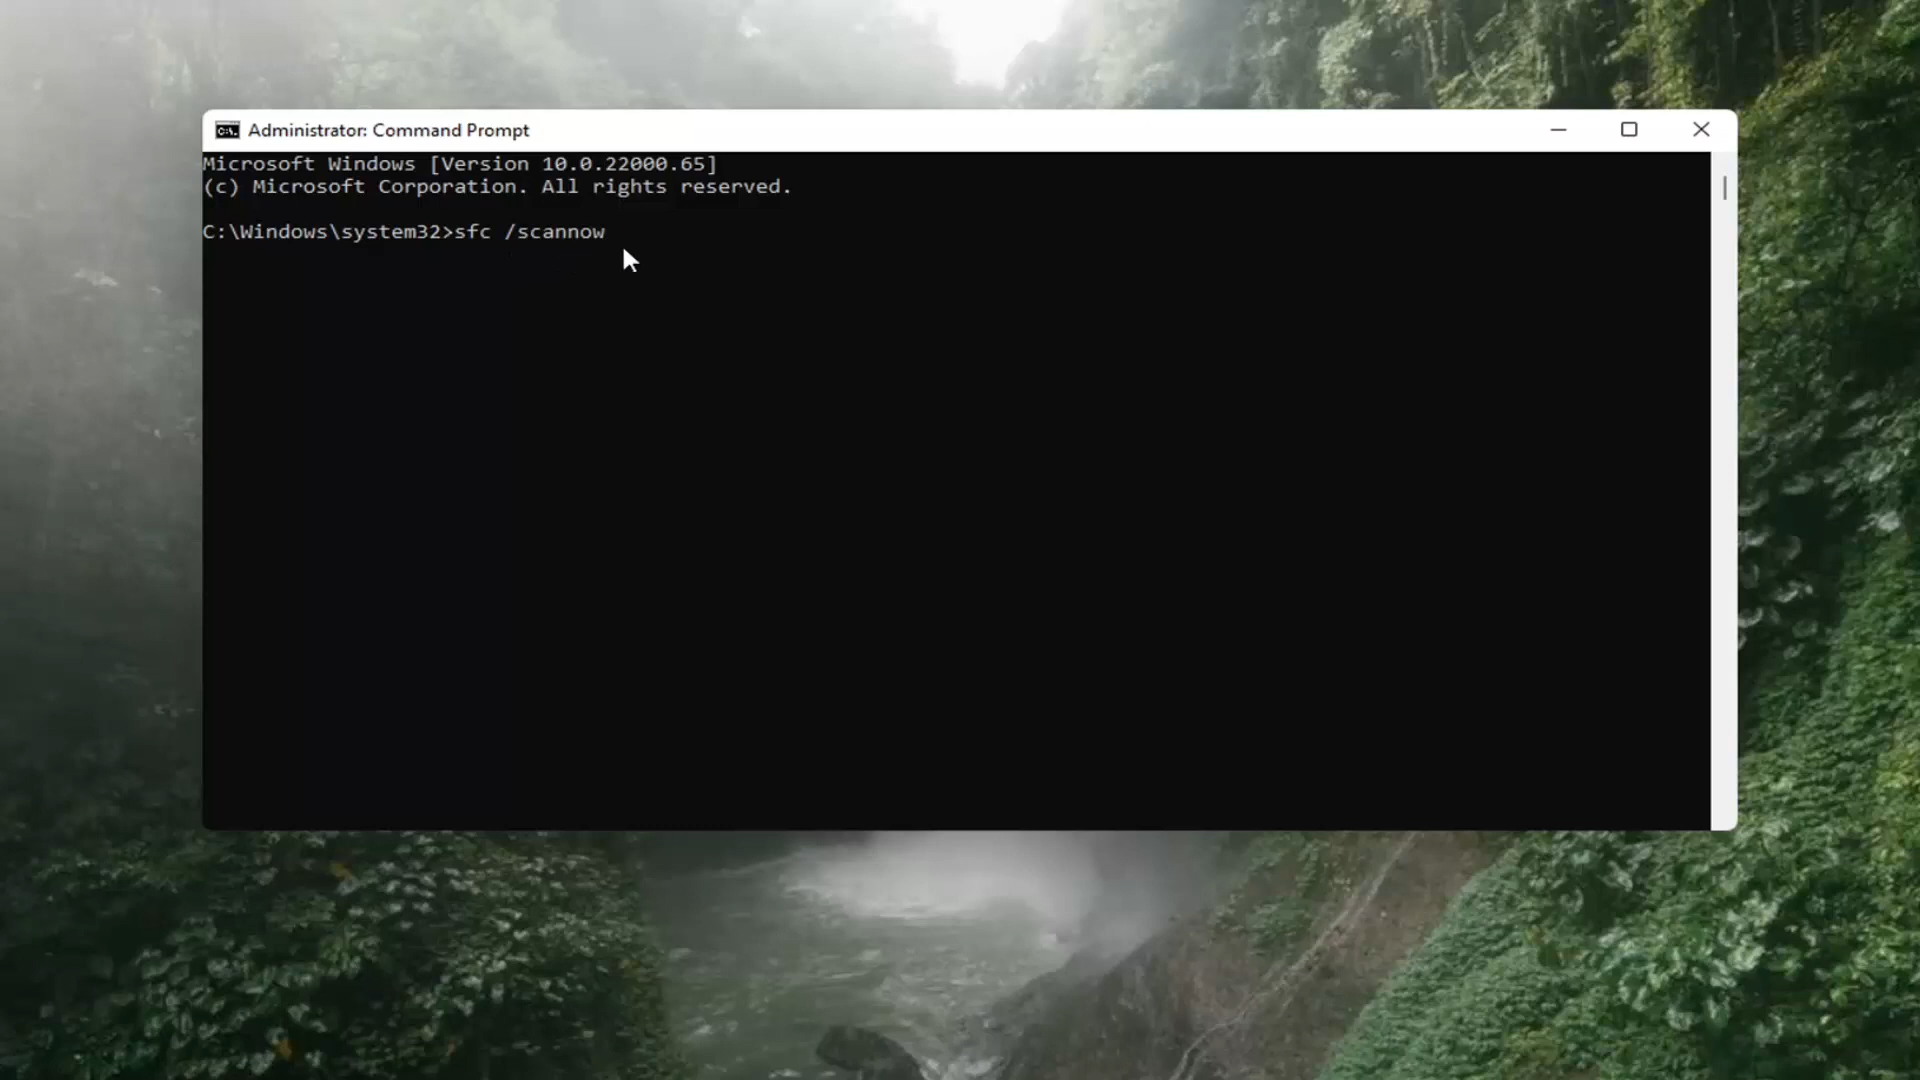 Administrator: Command Prompt
Microsoft Windows [Version 10.0.22000.65]
(c) Microsoft Corporation. All rights reserved.
C:\Windows\system32>sfc /scannow